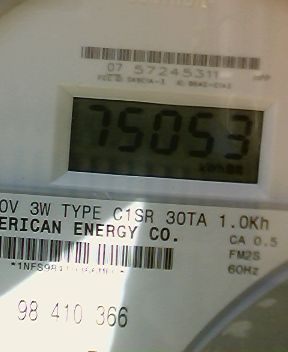 07 57245311
75053
0V 3W TYPE C1SR 30TA 1.0Kh
ERICAN ENERGY CO.
CA 0.5
FM2S
60Hz
98 410 366